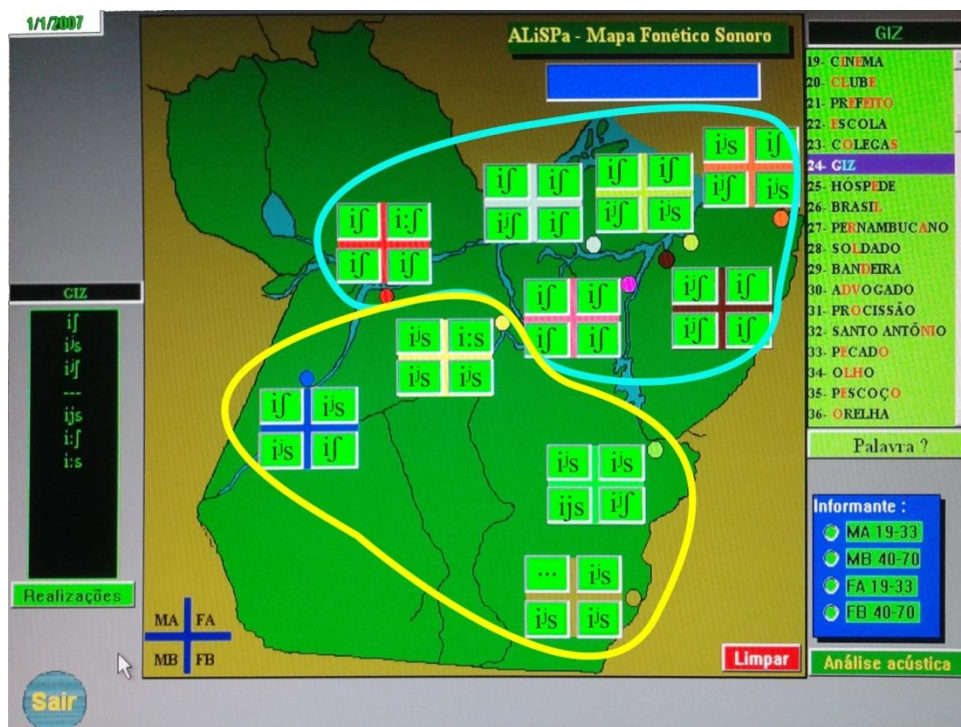 1/1/2007
ALiSPa - Mapa Fonético Sonoro
GIZ
iʃ
iʲs
iʲʃ
---
ijs
i:ʃ
i:s
Realizações
Sair
iʃ i:ʃ
iʃ iʃ
iʃ iʃ
iʲʃ iʃ
iʃ iʃ
iʲʃ iʲs
iʲs iʃ
iʲʃ iʲs
iʃ iʃ
iʃ iʃ
iʲʃ iʃ
iʲʃ iʃ
iʲs i:s
iʲs iʲs
iʃ iʲs
iʲs iʃ
iʲs iʲs
ijs iʲʃ
... iʲs
iʲs iʲs
MA FA
MB FB
Limpar
GIZ
19- CINEMA
20- CLUBE
21- PREFEITO
22- ESCOLA
23- COLEGAS
24- GIZ
25- HÓSPEDE
26- BRASIL
27- PERNAMBUCANO
28- SOLDADO
29- BANDEIRA
30- ADVOGADO
31- PROCISSÃO
32- SANTO ANTÔNIO
33- PECADO
34- OLHO
35- PESCOÇO
36- ORELHA
Palavra ?
Informante :
MA 19-33
MB 40-70
FA 19-33
FB 40-70
Análise acústica